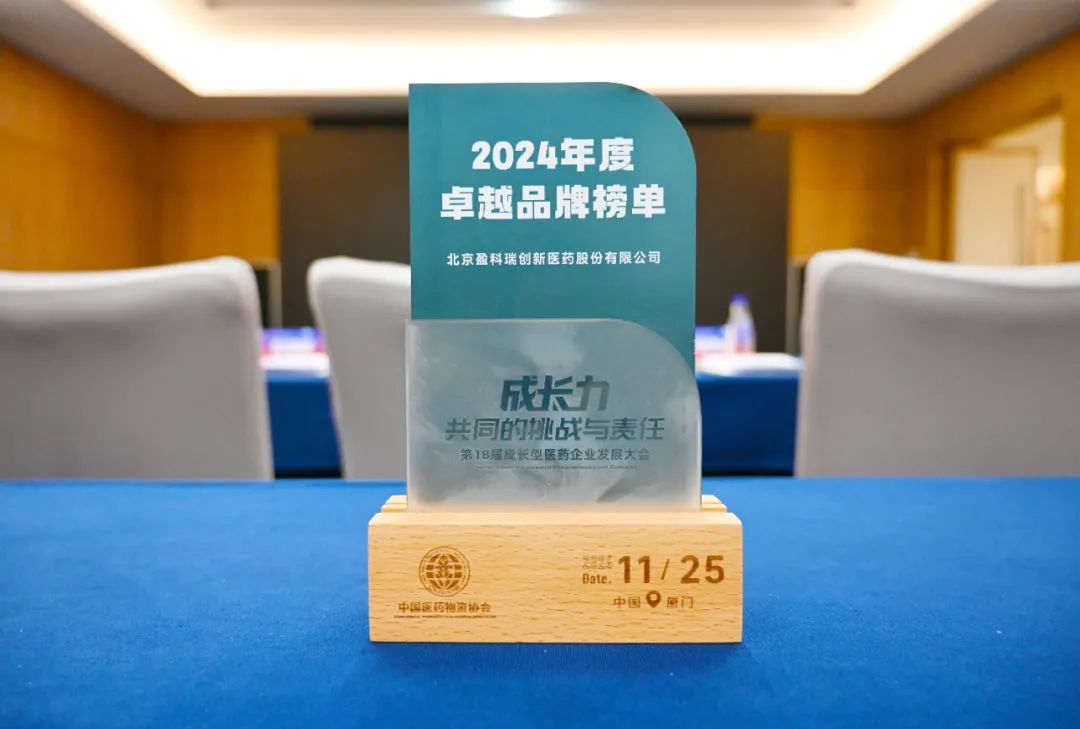 2024年度
卓越品牌榜单
北京盈科瑞创新医药股份有限公司
成长力
共同的挑战与责任
第18届成长型医药企业发展大会
2024
Date. 11/25
中国 厦门
中国医药物资协会